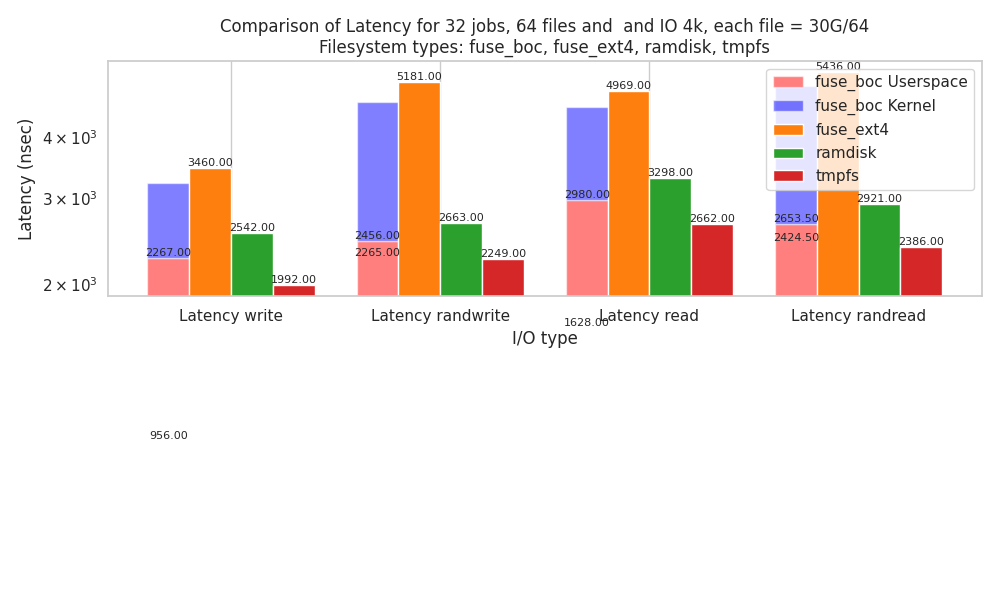 Comparison of Latency for 32 jobs, 64 files and  and IO 4k, each file = 30G/64
Filesystem types: fuse_boc, fuse_ext4, ramdisk, tmpfs
Latency (nsec)
4 × 10³
3 × 10³
2 × 10³
2267.00
956.00
3460.00
2542.00
1992.00
2456.00
2265.00
5181.00
2663.00
2249.00
2980.00
1628.00
4969.00
3298.00
2662.00
2653.50
2424.50
5436.00
2921.00
2386.00
fuse_boc Userspace
fuse_boc Kernel
fuse_ext4
ramdisk
tmpfs
Latency write
Latency randwrite
Latency read
Latency randread
I/O type